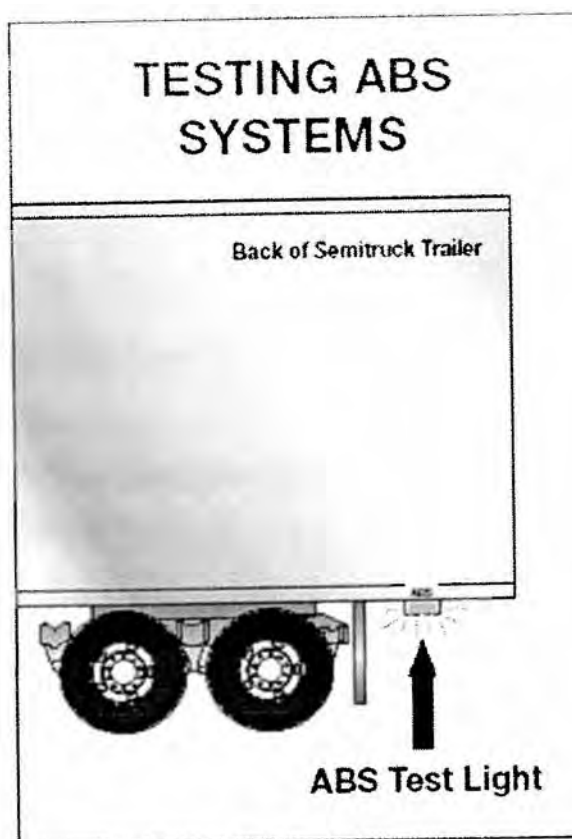 TESTING ABS
SYSTEMS
Back of Semitruck Trailer
ABS
ABS Test Light